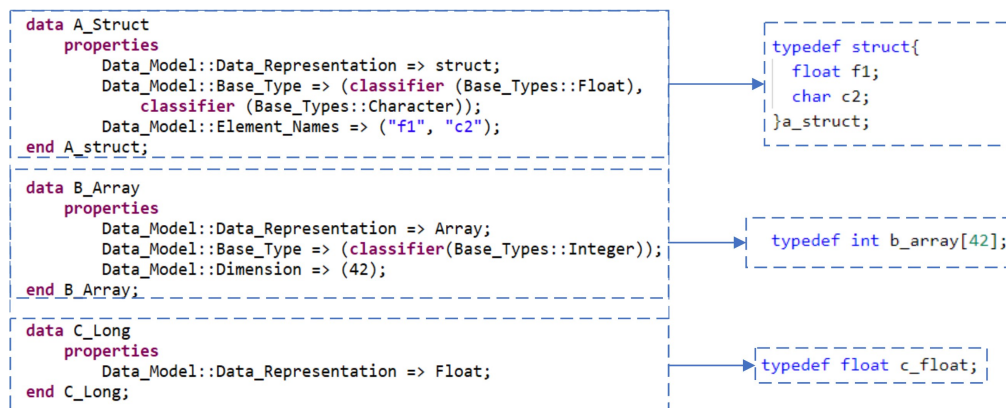 data A_Struct
properties
Data_Model::Data_Representation => struct;
Data_Model::Base_Type => (classifier (Base_Types::Float),
classifier (Base_Types::Character));
Data_Model::Element_Names => ("f1", "c2");
end A_struct;
typedef struct{
float f1;
char c2;
}a_struct;
data B_Array
properties
Data_Model::Data_Representation => Array;
Data_Model::Base_Type => (classifier(Base_Types::Integer));
Data_Model::Dimension => (42);
end B_Array;
typedef int b_array[42];
data C_Long
properties
Data_Model::Data_Representation => Float;
end C_Long;
typedef float c_float;